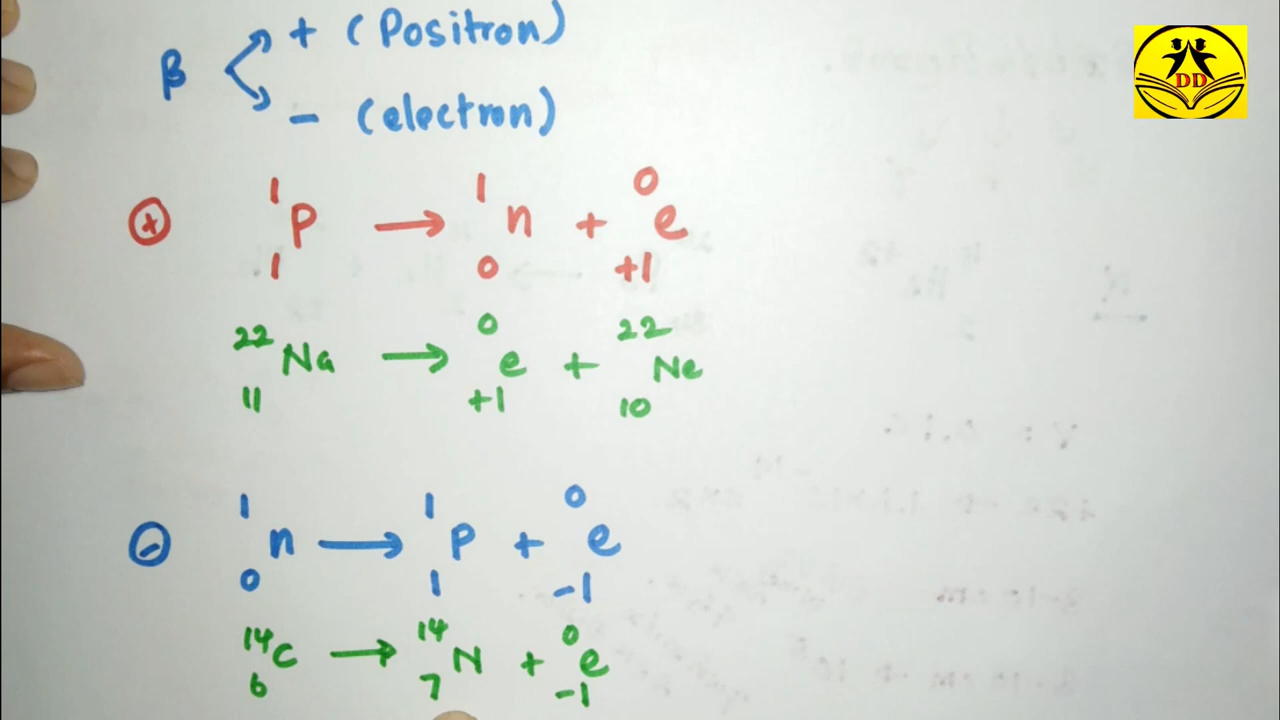 β + (Positron)
- (electron)
DD
⊕ ¹₁P → ¹₀n + ⁰₊₁e
²²₁₁Na → ⁰₊₁e + ²²₁₀Ne
⊖ ¹₀n → ¹₁P + ⁰₋₁e
¹⁴₆C → ¹⁴₇N + ⁰₋₁e